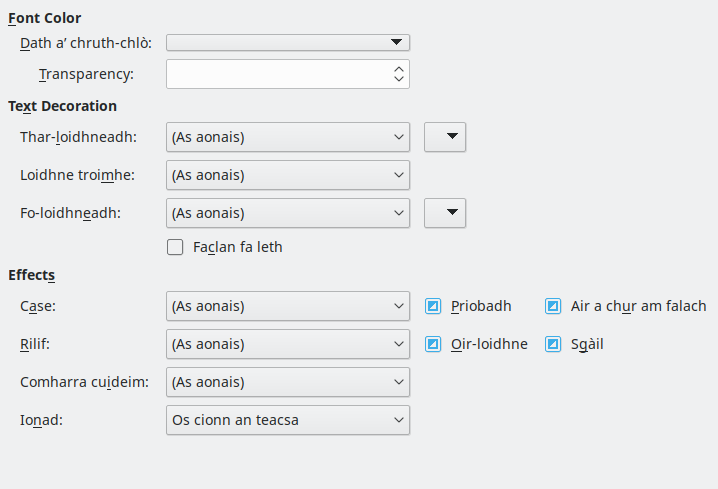 Font Color
Dath a’ chruth-chlò:
Transparency:
Text Decoration
Thar-loidhneadh: (As aonais)
Loidhne troimhe: (As aonais)
Fo-loidhneadh: (As aonais)
Faclan fa leth
Effects
Case: (As aonais) Priobadh Air a chur am falach
Rilif: (As aonais) Oir-loidhne Sgàil
Comharra cuideim: (As aonais)
Ionad: Os cionn an teacsa